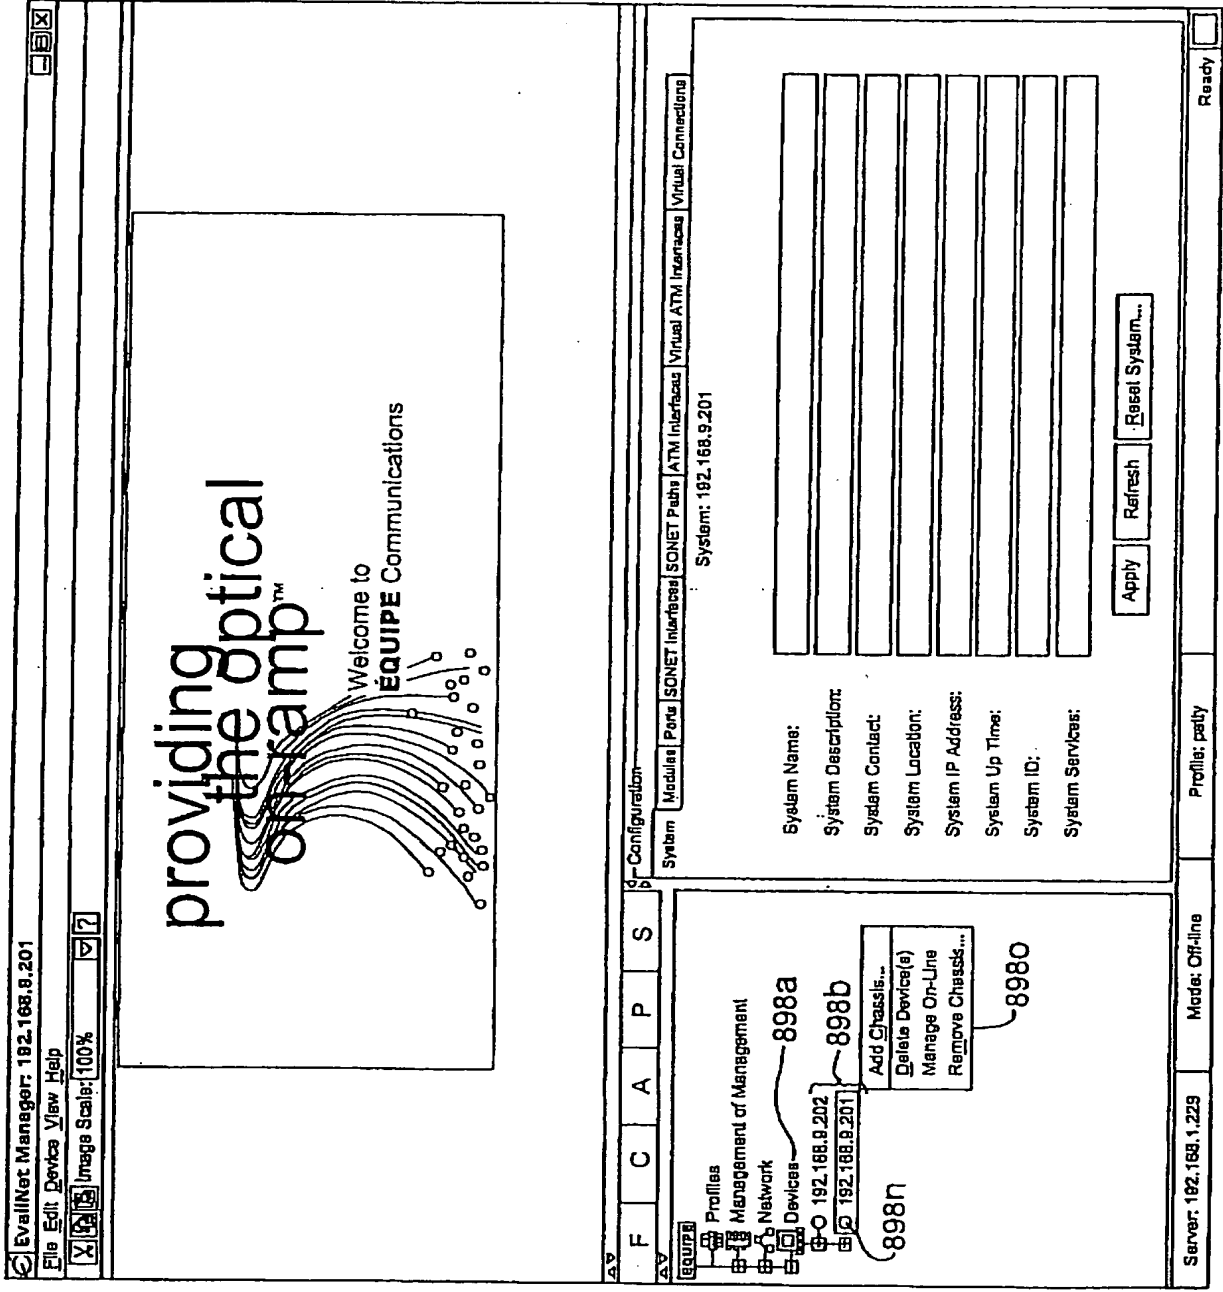 EvaliNet Manager: 192.168.9.201
File Edit Device View Help
Image Scale: 100% ?
providing
the optical
on-ramp™
Welcome to
EQUIPE Communications
F C A P S
EQUIPE
Profiles
Management of Management
Network
Devices
192.168.9.202
192.168.9.201
898a
898b
898n
Add Chassis...
Delete Device(s)
Manage On-Line
Remove Chassis...
898o
Configuration
System Modules Ports SONET Interfaces SONET Paths ATM Interfaces Virtual ATM Interfaces Virtual Connections
System: 192.168.9.201
System Name:
System Description:
System Contact:
System Location:
System IP Address:
System Up Time:
System ID:
System Services:
Apply Refresh Reset System...
Server: 192.168.1.229 Mode: Off-line Profile: patty Ready